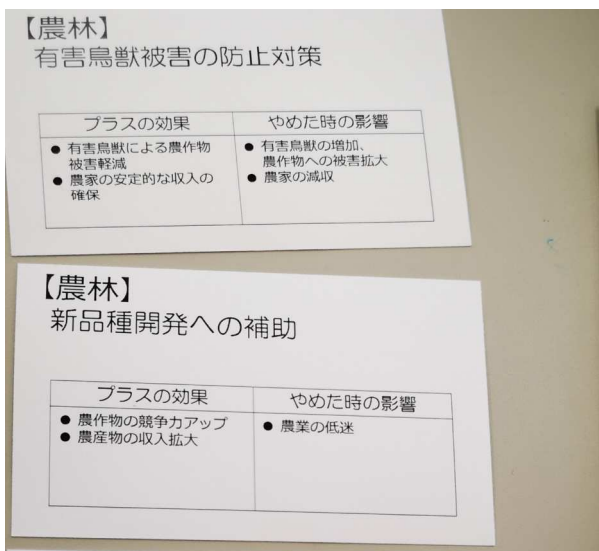 【農林】
有害鳥獣被害の防止対策
プラスの効果
やめた時の影響
● 有害鳥獣による農作物
被害軽減
● 農家の安定的な収入の
確保
● 有害鳥獣の増加、
農作物への被害拡大
● 農家の減収
【農林】
新品種開発への補助
プラスの効果
やめた時の影響
● 農作物の競争力アップ
● 農産物の収入拡大
● 農業の低迷